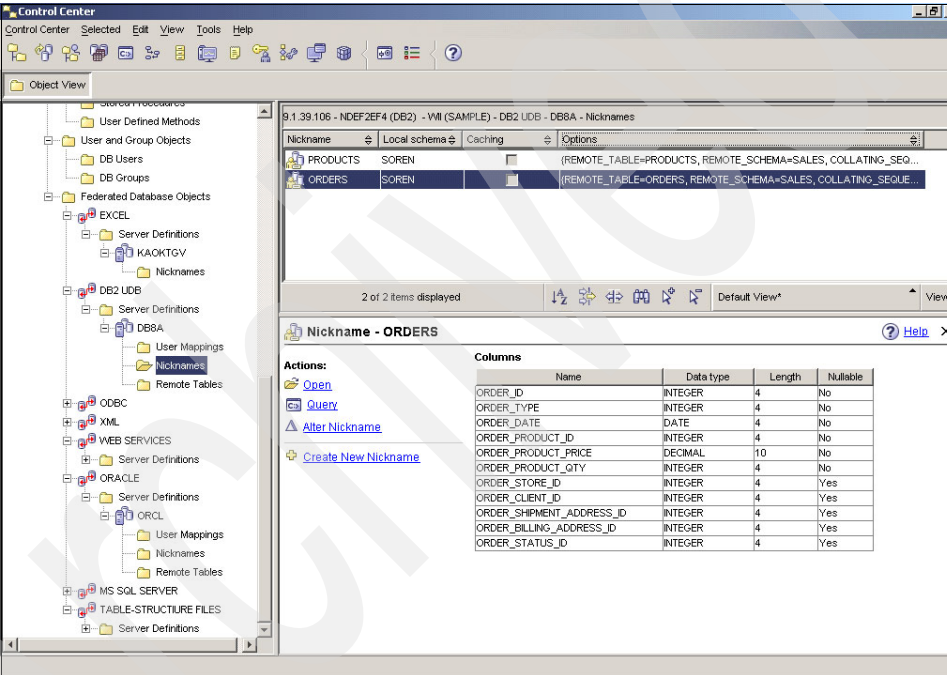 Control Center
Control Center Selected Edit View Tools Help
Object View
Stored Procedures
User Defined Methods
User and Group Objects
DB Users
DB Groups
Federated Database Objects
EXCEL
Server Definitions
KAOKTGV
Nicknames
DB2 UDB
Server Definitions
DB8A
User Mappings
Nicknames
Remote Tables
ODBC
XML
WEB SERVICES
Server Definitions
ORACLE
Server Definitions
ORCL
User Mappings
Nicknames
Remote Tables
MS SQL SERVER
TABLE-STRUCTIURE FILES
Server Definitions
9.1.39.106 - NDEF2EF4 (DB2) - WII (SAMPLE) - DB2 UDB - DB8A - Nicknames
Nickname Local schema Caching Options
PRODUCTS SOREN (REMOTE_TABLE=PRODUCTS, REMOTE_SCHEMA=SALES, COLLATING_SEQ...
ORDERS SOREN (REMOTE_TABLE=ORDERS, REMOTE_SCHEMA=SALES, COLLATING_SEQUE...
2 of 2 items displayed Default View* View
Nickname - ORDERS Help
Actions:
Open
Query
Alter Nickname
Create New Nickname
Columns
Name Data type Length Nullable
ORDER_ID INTEGER 4 No
ORDER_TYPE INTEGER 4 No
ORDER_DATE DATE 4 No
ORDER_PRODUCT_ID INTEGER 4 No
ORDER_PRODUCT_PRICE DECIMAL 10 No
ORDER_PRODUCT_QTY INTEGER 4 No
ORDER_STORE_ID INTEGER 4 Yes
ORDER_CLIENT_ID INTEGER 4 Yes
ORDER_SHIPMENT_ADDRESS_ID INTEGER 4 Yes
ORDER_BILLING_ADDRESS_ID INTEGER 4 Yes
ORDER_STATUS_ID INTEGER 4 Yes